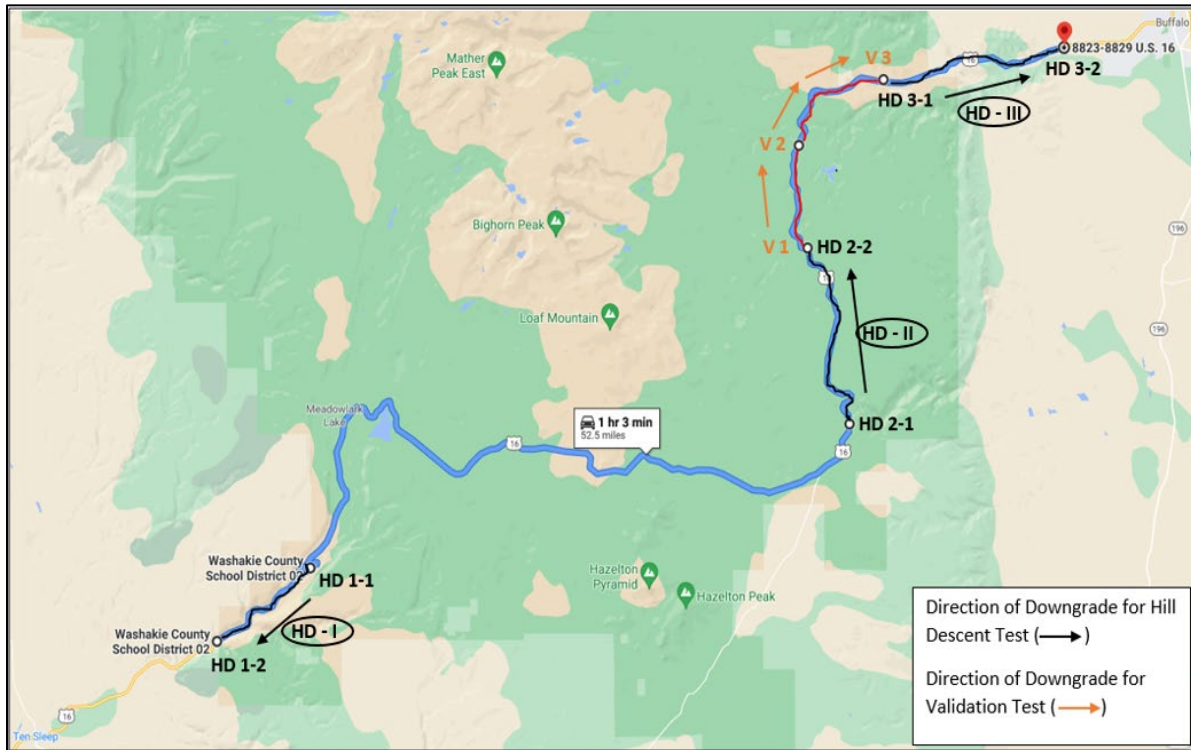 Buffalo
8823-8829 U.S. 16
Mather
Peak East
V 3
16
HD 3-2
HD 3-1
HD - III
V 2
Bighorn Peak
196
V 1
HD 2-2
Loaf Mountain
196
HD - II
Meadowlark
Lake
1 hr 3 min
52.5 miles
HD 2-1
16
16
Washakie County
School District 02
HD 1-1
Hazelton
Pyramid
Hazelton Peak
HD - I
Washakie County
School District 02
HD 1-2
16
Ten Sleep
Direction of Downgrade for Hill
Descent Test (⟶)
Direction of Downgrade for
Validation Test (⟶)